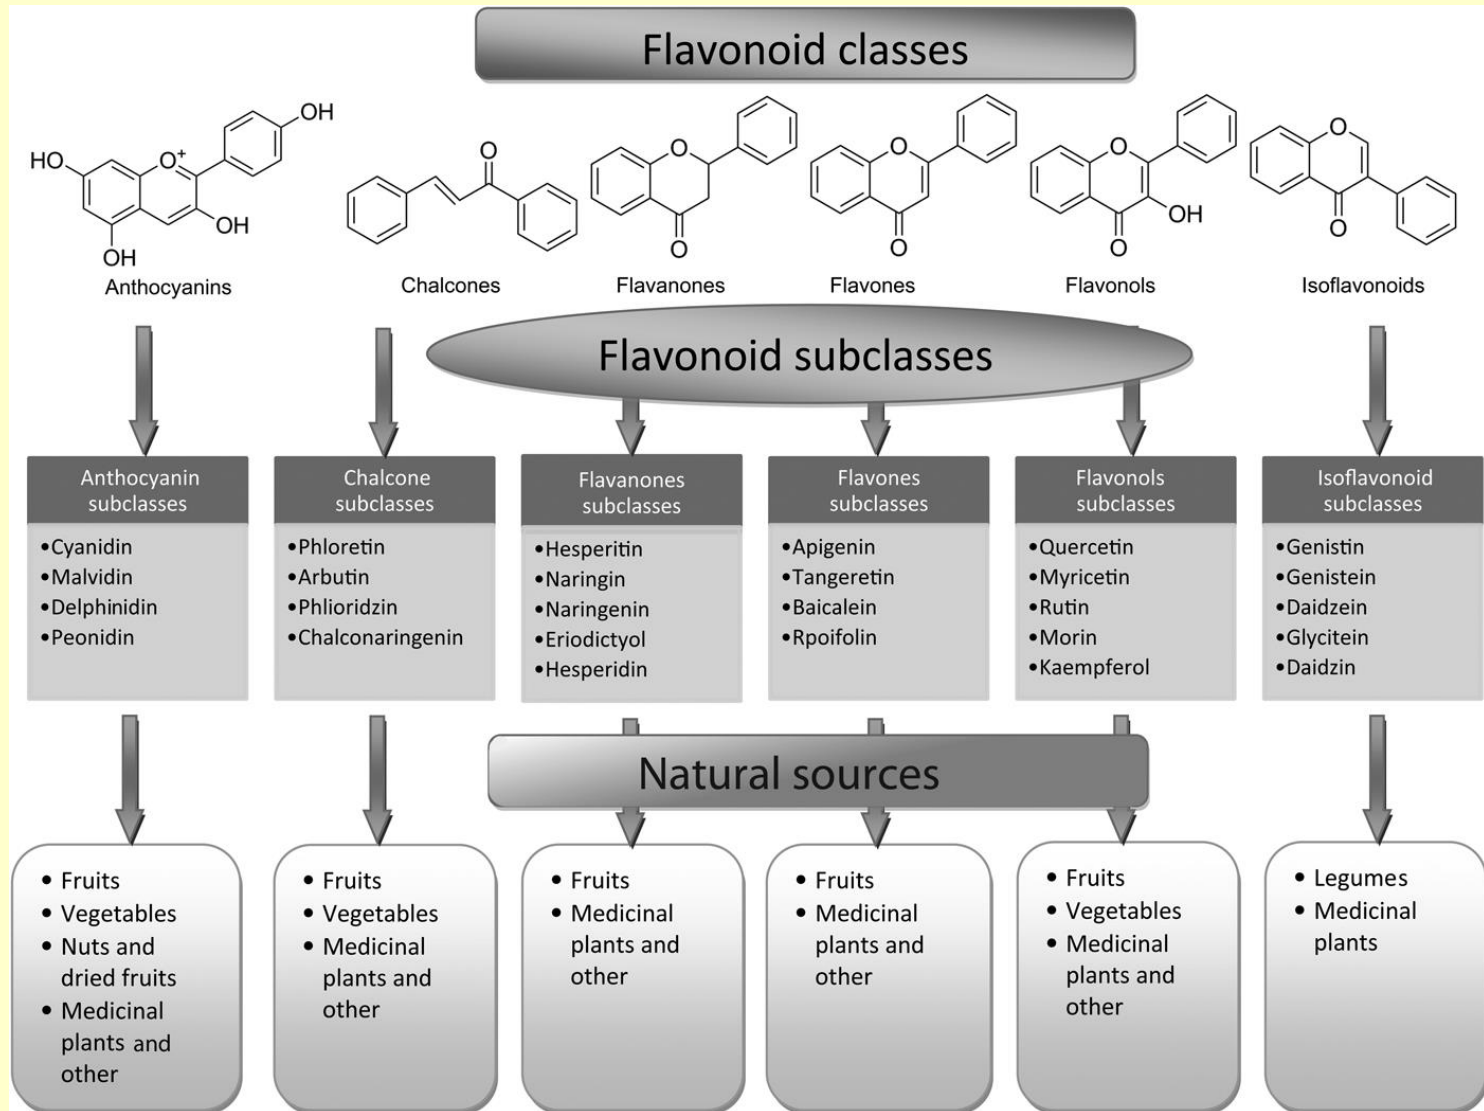 Flavonoid classes
OH
HO
O+
OH
OH
Anthocyanins
O
Chalcones
O
O
Flavanones
O
O
Flavones
O
OH
O
Flavonols
O
O
Isoflavonoids
Flavonoid subclasses
Anthocyanin
subclasses
•Cyanidin
•Malvidin
•Delphinidin
•Peonidin
Chalcone
subclasses
•Phloretin
•Arbutin
•Phlioridzin
•Chalconaringenin
Flavanones
subclasses
•Hesperitin
•Naringin
•Naringenin
•Eriodictyol
•Hesperidin
Flavones
subclasses
•Apigenin
•Tangeretin
•Baicalein
•Rpoifolin
Flavonols
subclasses
•Quercetin
•Myricetin
•Rutin
•Morin
•Kaempferol
Isoflavonoid
subclasses
•Genistin
•Genistein
•Daidzein
•Glycitein
•Daidzin
Natural sources
• Fruits
• Vegetables
• Nuts and
dried fruits
• Medicinal
plants and
other
• Fruits
• Vegetables
• Medicinal
plants and
other
• Fruits
• Medicinal
plants and
other
• Fruits
• Medicinal
plants and
other
• Fruits
• Vegetables
• Medicinal
plants and
other
• Legumes
• Medicinal
plants